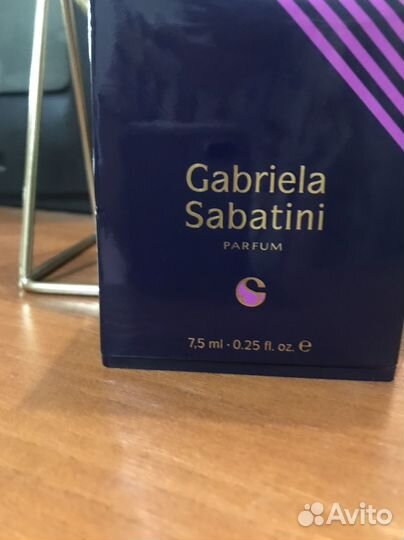 Gabriela
Sabatini
PARFUM
7,5 ml · 0.25 fl. oz. ℮
Avito